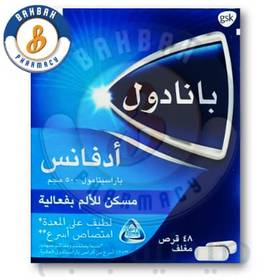 BAHBAH
PHARMACY
gsk
بانادول
أدفانس
باراسيتامول ٥٠٠ مجم
مسكن للألم بفعالية
لطيف على المعدة*
امتصاص أسرع**
٤٨ قرص
مغلف